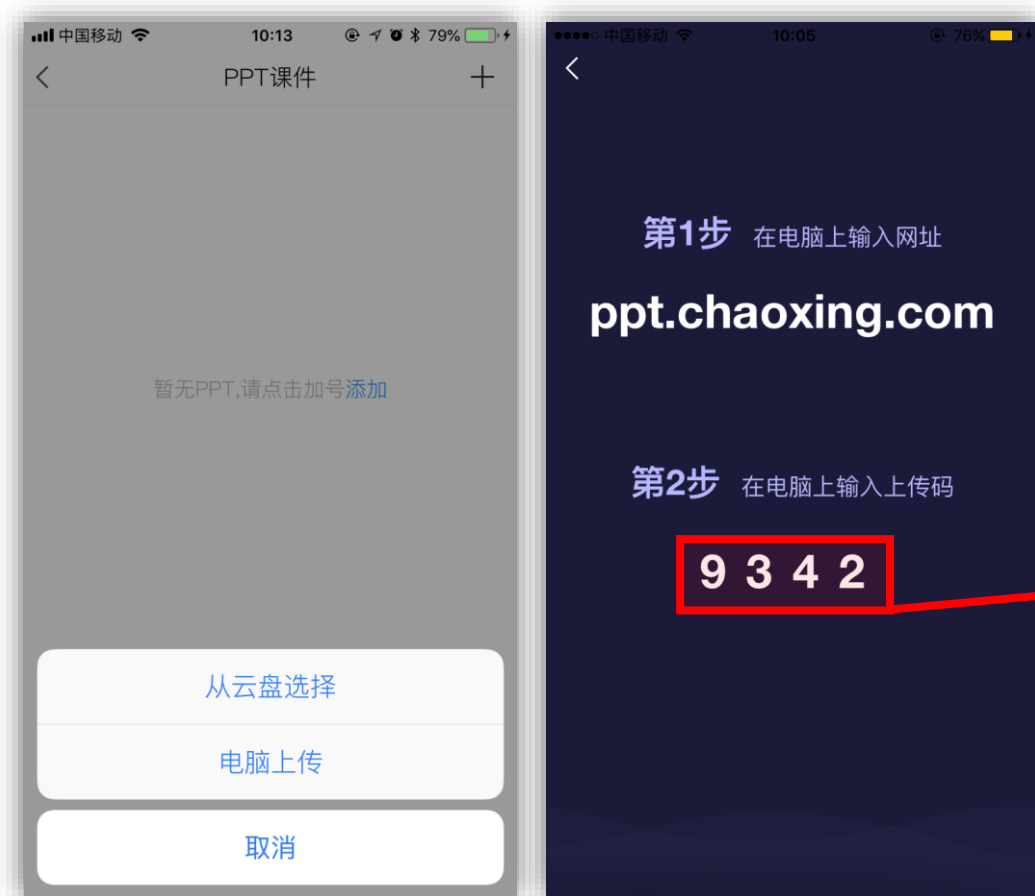 中国移动 10:13 79%
PPT课件
暂无PPT,请点击加号添加
从云盘选择
电脑上传
取消
中国移动 10:05 76%
第1步 在电脑上输入网址
ppt.chaoxing.com
第2步 在电脑上输入上传码
9 3 4 2